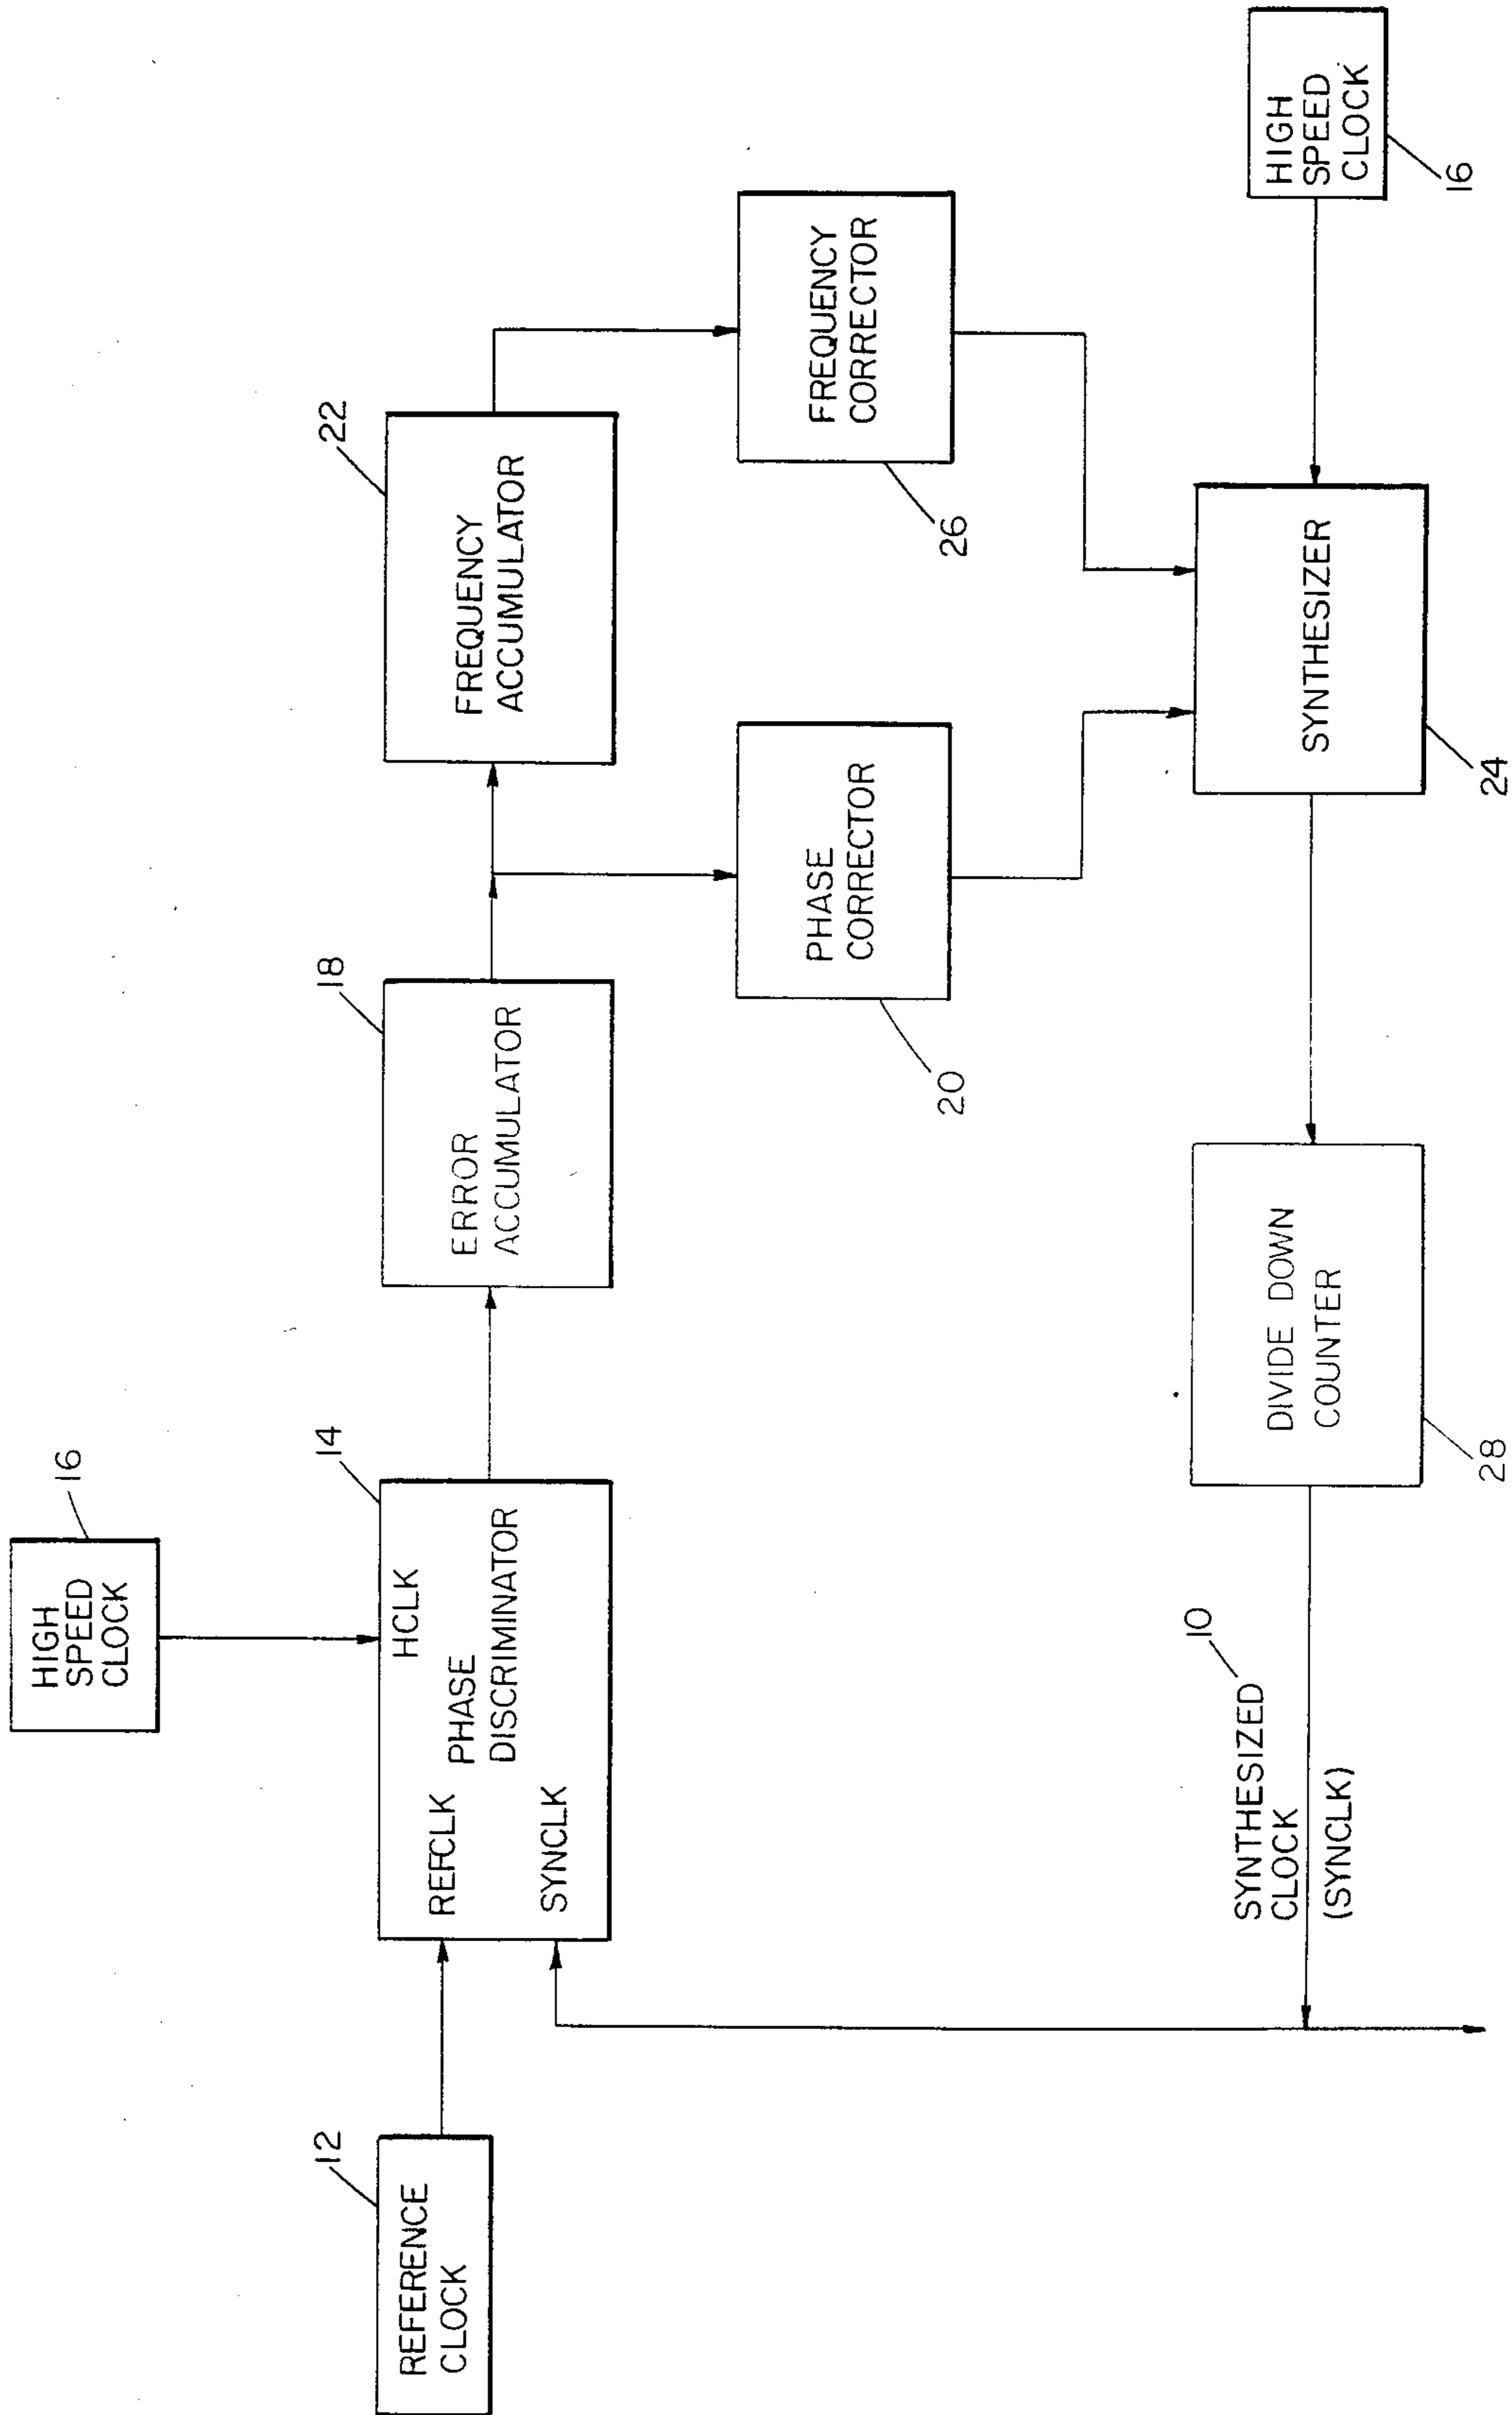 HIGH
SPEED
CLOCK
16
REFERENCE
CLOCK
12
HCLK
REFCLK
PHASE
DISCRIMINATOR
SYNCLK
14
ERROR
ACCUMULATOR
18
FREQUENCY
ACCUMULATOR
22
PHASE
CORRECTOR
20
FREQUENCY
CORRECTOR
26
SYNTHESIZED
CLOCK
(SYNCLK)
10
DIVIDE DOWN
COUNTER
28
SYNTHESIZER
24
HIGH
SPEED
CLOCK
16